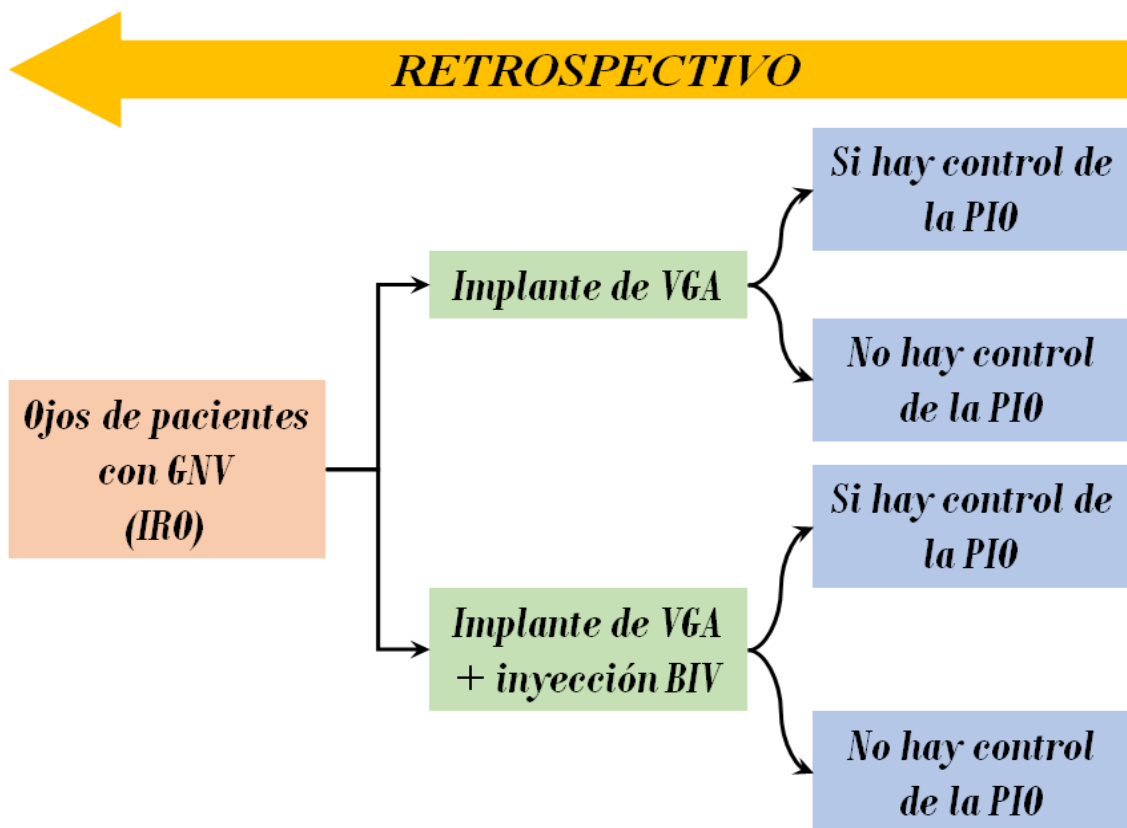 RETROSPECTIVO
Si hay control de
la PIO
Implante de VGA
No hay control
de la PIO
Ojos de pacientes
con GNV
(IRO)
Si hay control de
la PIO
Implante de VGA
+ inyección BIV
No hay control
de la PIO